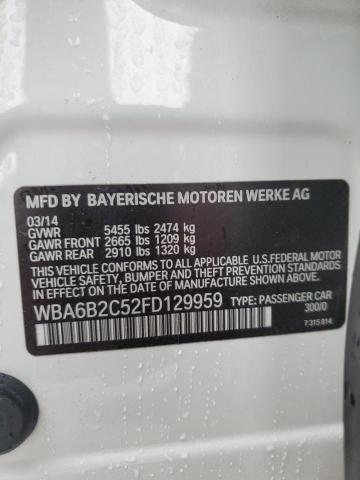 MFD BY BAYERISCHE MOTOREN WERKE AG
03/14
GVWR 5455 lbs 2474 kg
GAWR FRONT 2665 lbs 1209 kg
GAWR REAR 2910 lbs 1320 kg
THIS VEHICLE CONFORMS TO ALL APPLICABLE U.S. FEDERAL MOTOR
VEHICLE SAFETY, BUMPER, AND THEFT PREVENTION STANDARDS IN
EFFECT ON THE DATE OF MANUFACTURE SHOWN ABOVE.
WBA6B2C52FD129959 TYPE: PASSENGER CAR
300/0
7 315 814